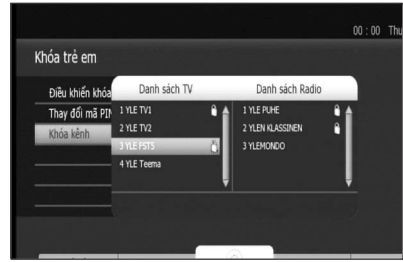 00 : 00 Thu
Khóa trẻ em
Điều khiển khóa
Thay đổi mã PIN
Khóa kênh
Danh sách TV
1 YLE TV1
2 YLE TV2
3 YLE FST5
4 YLE Teema
Danh sách Radio
1 YLE PUHE
2 YLEN KLASSINEN
3 YLEMONDO